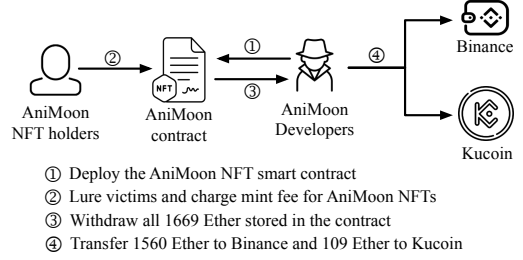 ②
①
③
④
NFT
Binance
Kucoin
AniMoon
NFT holders
AniMoon
contract
AniMoon
Developers
① Deploy the AniMoon NFT smart contract
② Lure victims and charge mint fee for AniMoon NFTs
③ Withdraw all 1669 Ether stored in the contract
④ Transfer 1560 Ether to Binance and 109 Ether to Kucoin